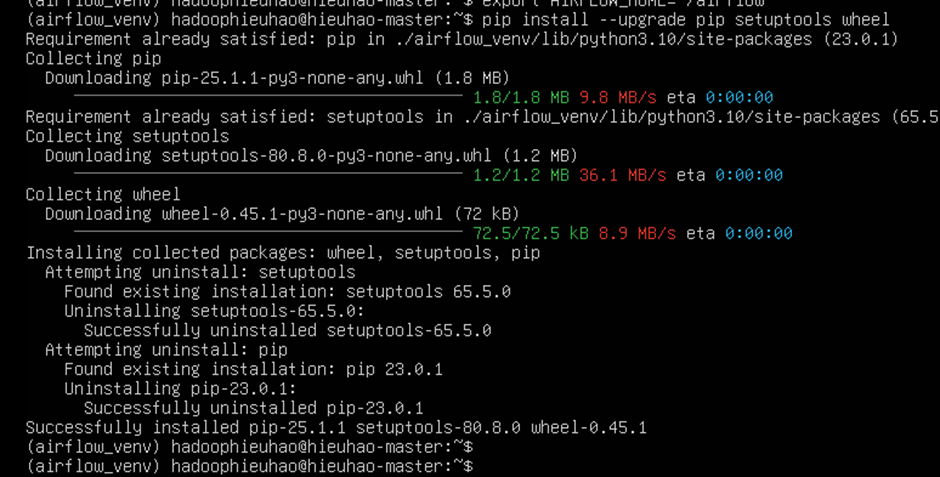 (airflow_venv) hadoophieuhao@hieuhao-master:~$ export AIRFLOW_HOME=~/airflow
(airflow_venv) hadoophieuhao@hieuhao-master:~$ pip install --upgrade pip setuptools wheel
Requirement already satisfied: pip in ./airflow_venv/lib/python3.10/site-packages (23.0.1)
Collecting pip
Downloading pip-25.1.1-py3-none-any.whl (1.8 MB)
1.8/1.8 MB 9.8 MB/s eta 0:00:00
Requirement already satisfied: setuptools in ./airflow_venv/lib/python3.10/site-packages (65.5
Collecting setuptools
Downloading setuptools-80.8.0-py3-none-any.whl (1.2 MB)
1.2/1.2 MB 36.1 MB/s eta 0:00:00
Collecting wheel
Downloading wheel-0.45.1-py3-none-any.whl (72 kB)
72.5/72.5 kB 8.9 MB/s eta 0:00:00
Installing collected packages: wheel, setuptools, pip
Attempting uninstall: setuptools
Found existing installation: setuptools 65.5.0
Uninstalling setuptools-65.5.0:
Successfully uninstalled setuptools-65.5.0
Attempting uninstall: pip
Found existing installation: pip 23.0.1
Uninstalling pip-23.0.1:
Successfully uninstalled pip-23.0.1
Successfully installed pip-25.1.1 setuptools-80.8.0 wheel-0.45.1
(airflow_venv) hadoophieuhao@hieuhao-master:~$
(airflow_venv) hadoophieuhao@hieuhao-master:~$